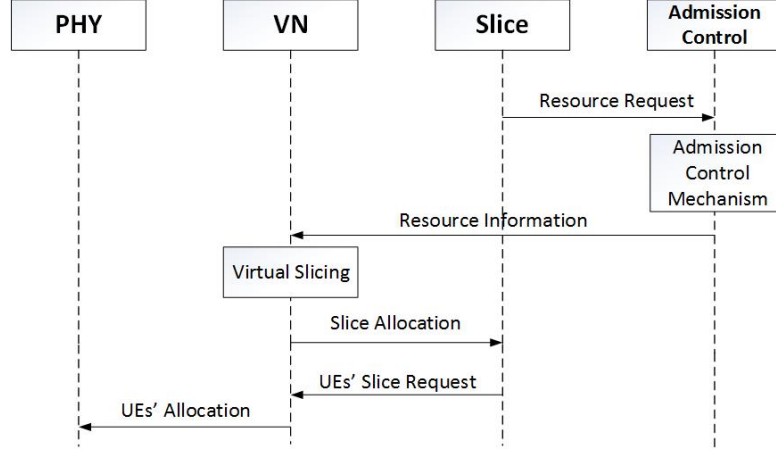 PHY
VN
Slice
Admission
Control
Resource Request
Admission
Control
Mechanism
Resource Information
Virtual Slicing
Slice Allocation
UEs’ Slice Request
UEs’ Allocation